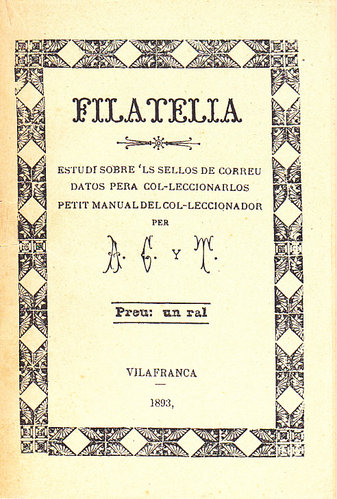 FILATELIA
ESTUDI SOBRE 'LS SELLOS DE CORREU
DATOS PERA COL-LECCIONARLOS
PETIT MANUAL DEL COL-LECCIONADOR
PER
A. C. Y T.
Preu: un ral
VILAFRANCA
1893,